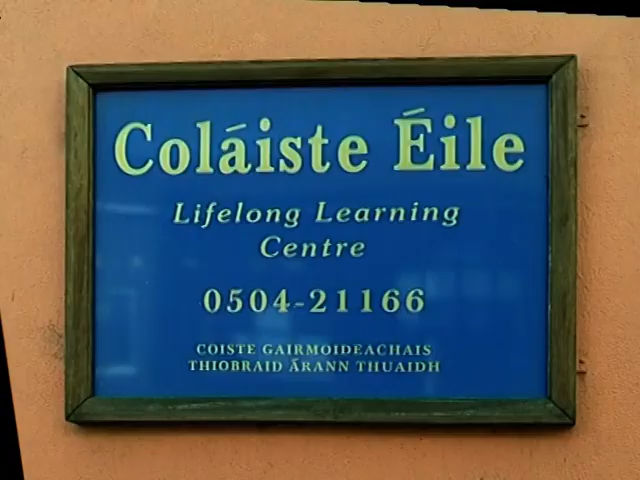 Coláiste Éile
Lifelong Learning
Centre
0504-21166
COISTE GAIRMOIDEACHAIS
THIOBRAID ÁRANN THUAIDH